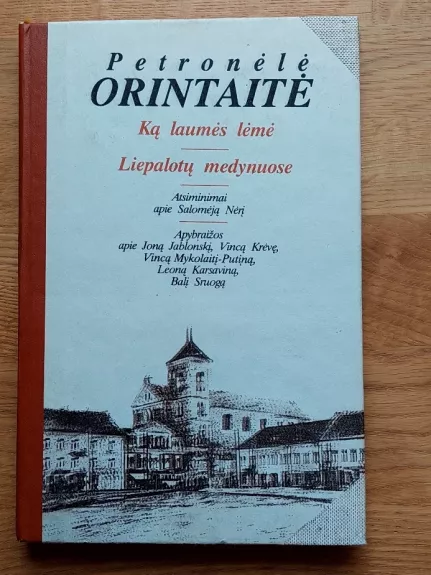 Petronėlė
ORINTAITĖ
Ką laumės lėmė
Liepalotų medynuose
Atsiminimai
apie Salomėją Nėrį
Apybraižos
apie Joną Jablonskį, Vincą Krėvę,
Vincą Mykolaitį-Putiną,
Leoną Karsaviną,
Balį Sruogą